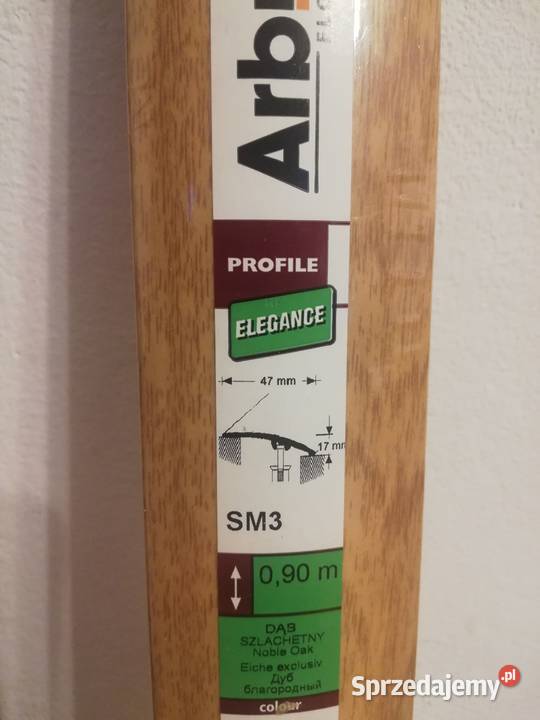 Arb
PROFILE
ELEGANCE
47 mm
17 mm
SM3
0,90 m
DĄB
SZLACHETNY
Noble Oak
Eiche exclusiv
Дуб
благородный
colour
Sprzedajemy.pl